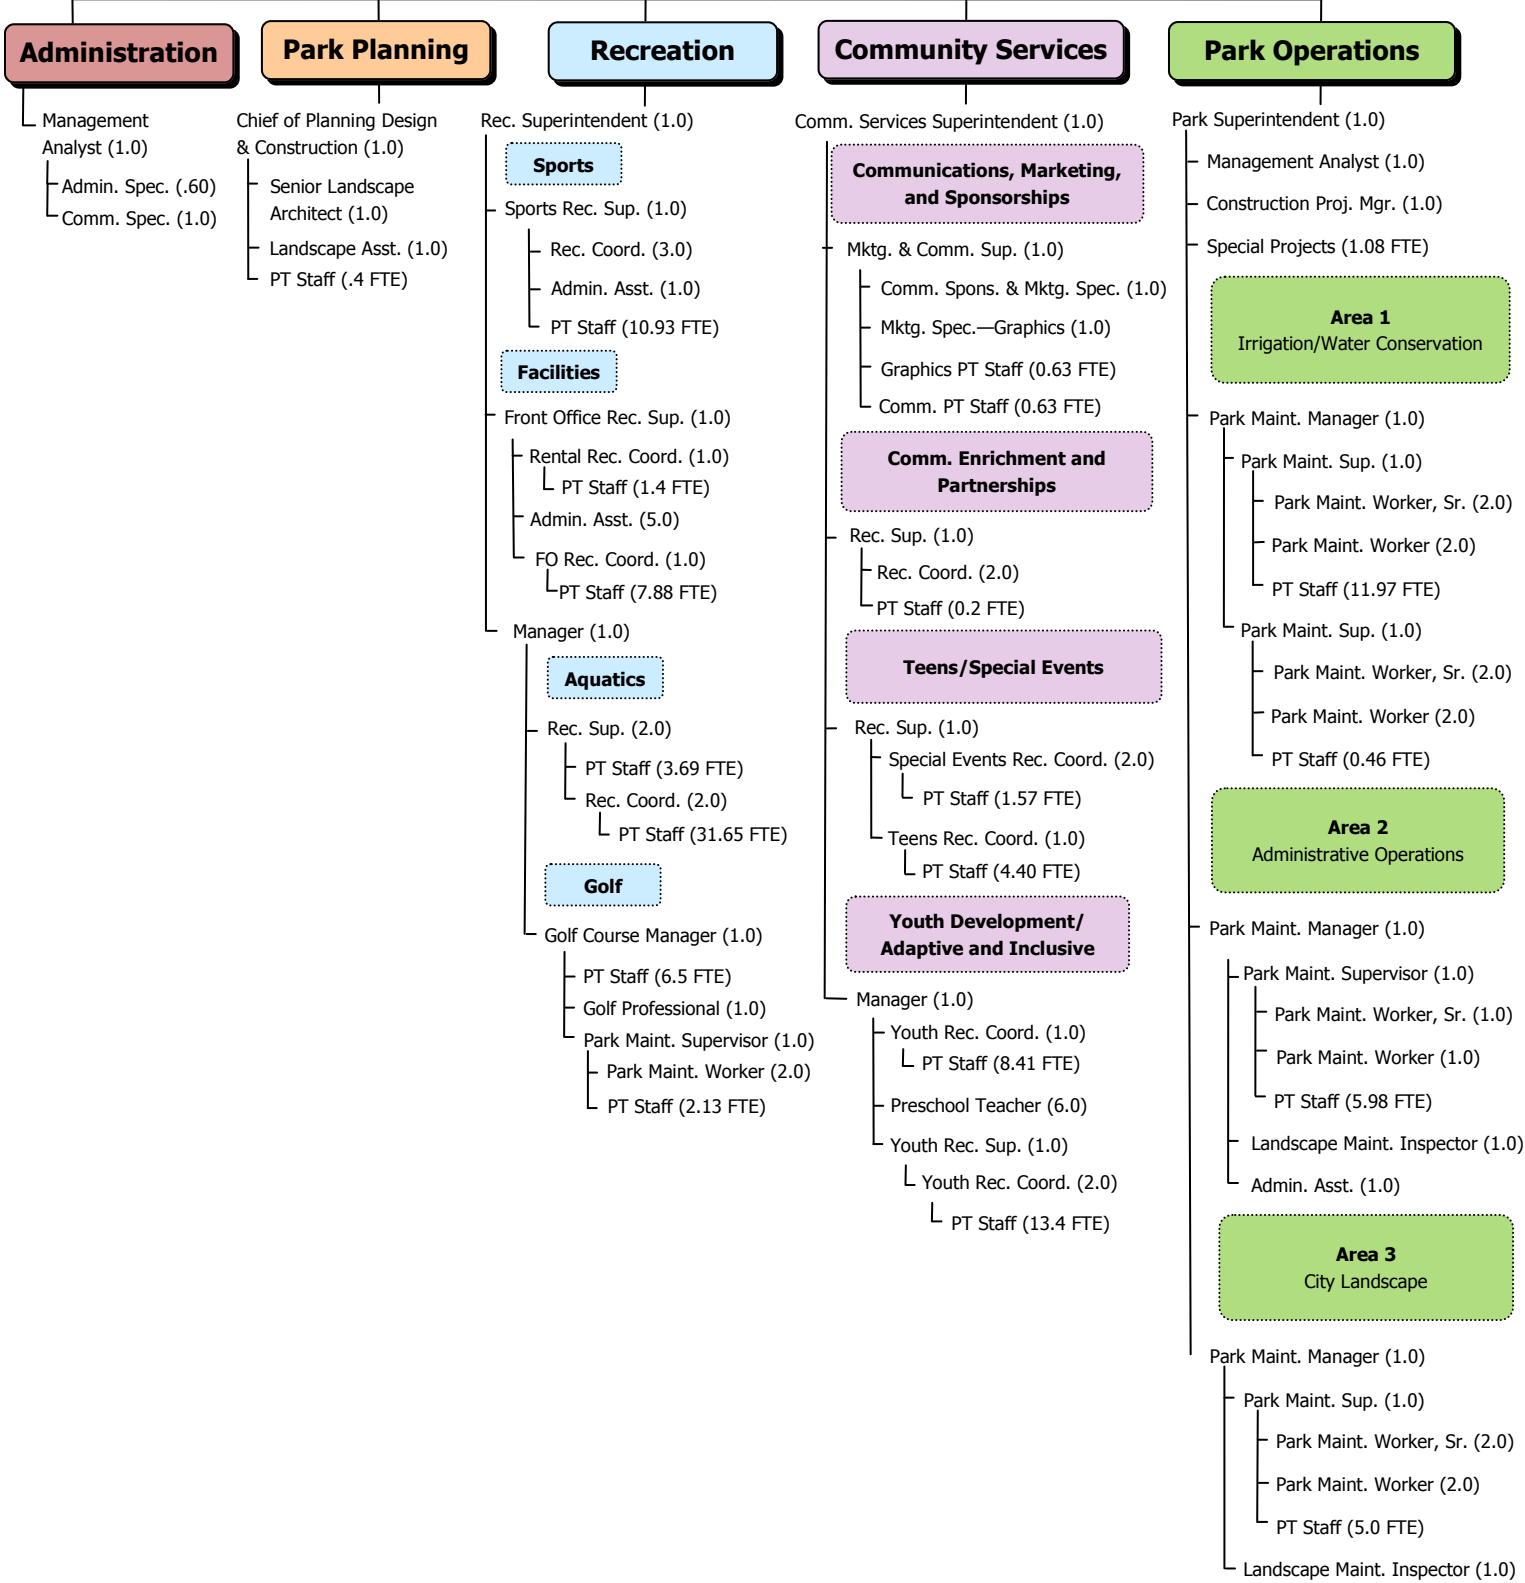 Administration
Management
Analyst (1.0)
Admin. Spec. (.60)
Comm. Spec. (1.0)
Park Planning
Chief of Planning Design
& Construction (1.0)
Senior Landscape
Architect (1.0)
Landscape Asst. (1.0)
PT Staff (.4 FTE)
Recreation
Rec. Superintendent (1.0)
Sports
Sports Rec. Sup. (1.0)
Rec. Coord. (3.0)
Admin. Asst. (1.0)
PT Staff (10.93 FTE)
Facilities
Front Office Rec. Sup. (1.0)
Rental Rec. Coord. (1.0)
PT Staff (1.4 FTE)
Admin. Asst. (5.0)
FO Rec. Coord. (1.0)
PT Staff (7.88 FTE)
Manager (1.0)
Aquatics
Rec. Sup. (2.0)
PT Staff (3.69 FTE)
Rec. Coord. (2.0)
PT Staff (31.65 FTE)
Golf
Golf Course Manager (1.0)
PT Staff (6.5 FTE)
Golf Professional (1.0)
Park Maint. Supervisor (1.0)
Park Maint. Worker (2.0)
PT Staff (2.13 FTE)
Community Services
Comm. Services Superintendent (1.0)
Communications, Marketing,
and Sponsorships
Mktg. & Comm. Sup. (1.0)
Comm. Spons. & Mktg. Spec. (1.0)
Mktg. Spec.—Graphics (1.0)
Graphics PT Staff (0.63 FTE)
Comm. PT Staff (0.63 FTE)
Comm. Enrichment and
Partnerships
Rec. Sup. (1.0)
Rec. Coord. (2.0)
PT Staff (0.2 FTE)
Teens/Special Events
Rec. Sup. (1.0)
Special Events Rec. Coord. (2.0)
PT Staff (1.57 FTE)
Teens Rec. Coord. (1.0)
PT Staff (4.40 FTE)
Youth Development/
Adaptive and Inclusive
Manager (1.0)
Youth Rec. Coord. (1.0)
PT Staff (8.41 FTE)
Preschool Teacher (6.0)
Youth Rec. Sup. (1.0)
Youth Rec. Coord. (2.0)
PT Staff (13.4 FTE)
Park Operations
Park Superintendent (1.0)
Management Analyst (1.0)
Construction Proj. Mgr. (1.0)
Special Projects (1.08 FTE)
Area 1
Irrigation/Water Conservation
Park Maint. Manager (1.0)
Park Maint. Sup. (1.0)
Park Maint. Worker, Sr. (2.0)
Park Maint. Worker (2.0)
PT Staff (11.97 FTE)
Park Maint. Sup. (1.0)
Park Maint. Worker, Sr. (2.0)
Park Maint. Worker (2.0)
PT Staff (0.46 FTE)
Area 2
Administrative Operations
Park Maint. Manager (1.0)
Park Maint. Supervisor (1.0)
Park Maint. Worker, Sr. (1.0)
Park Maint. Worker (1.0)
PT Staff (5.98 FTE)
Landscape Maint. Inspector (1.0)
Admin. Asst. (1.0)
Area 3
City Landscape
Park Maint. Manager (1.0)
Park Maint. Sup. (1.0)
Park Maint. Worker, Sr. (2.0)
Park Maint. Worker (2.0)
PT Staff (5.0 FTE)
Landscape Maint. Inspector (1.0)